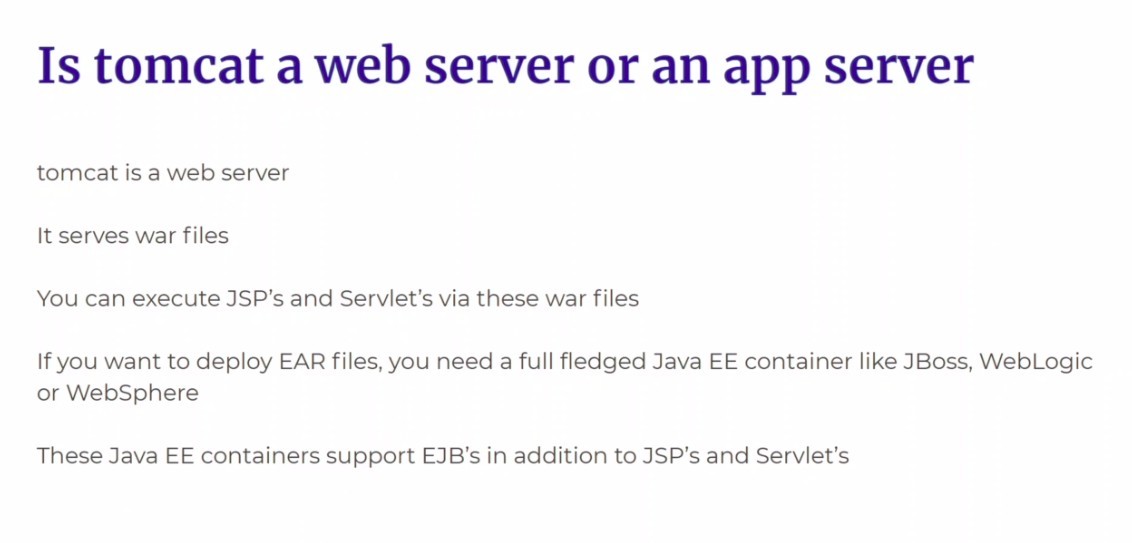 Is tomcat a web server or an app server
tomcat is a web server
It serves war files
You can execute JSP’s and Servlet’s via these war files
If you want to deploy EAR files, you need a full fledged Java EE container like JBoss, WebLogic
or WebSphere
These Java EE containers support EJB’s in addition to JSP’s and Servlet’s